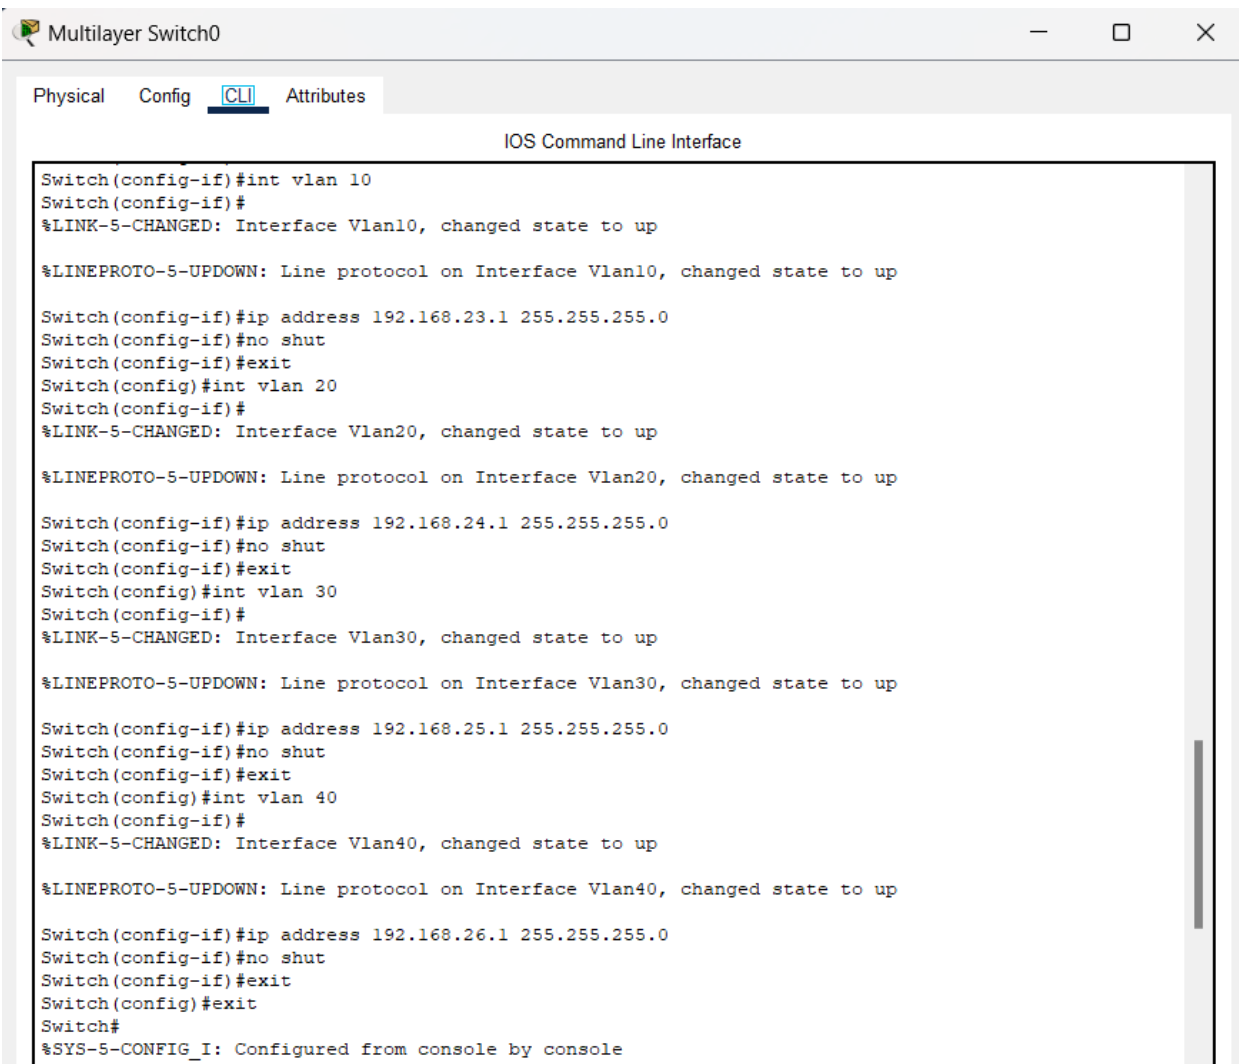 Multilayer Switch0
Physical Config CLI Attributes
IOS Command Line Interface
Switch(config-if)#int vlan 10
Switch(config-if)#
%LINK-5-CHANGED: Interface Vlan10, changed state to up
%LINEPROTO-5-UPDOWN: Line protocol on Interface Vlan10, changed state to up
Switch(config-if)#ip address 192.168.23.1 255.255.255.0
Switch(config-if)#no shut
Switch(config-if)#exit
Switch(config)#int vlan 20
Switch(config-if)#
%LINK-5-CHANGED: Interface Vlan20, changed state to up
%LINEPROTO-5-UPDOWN: Line protocol on Interface Vlan20, changed state to up
Switch(config-if)#ip address 192.168.24.1 255.255.255.0
Switch(config-if)#no shut
Switch(config-if)#exit
Switch(config)#int vlan 30
Switch(config-if)#
%LINK-5-CHANGED: Interface Vlan30, changed state to up
%LINEPROTO-5-UPDOWN: Line protocol on Interface Vlan30, changed state to up
Switch(config-if)#ip address 192.168.25.1 255.255.255.0
Switch(config-if)#no shut
Switch(config-if)#exit
Switch(config)#int vlan 40
Switch(config-if)#
%LINK-5-CHANGED: Interface Vlan40, changed state to up
%LINEPROTO-5-UPDOWN: Line protocol on Interface Vlan40, changed state to up
Switch(config-if)#ip address 192.168.26.1 255.255.255.0
Switch(config-if)#no shut
Switch(config-if)#exit
Switch(config)#exit
Switch#
%SYS-5-CONFIG_I: Configured from console by console